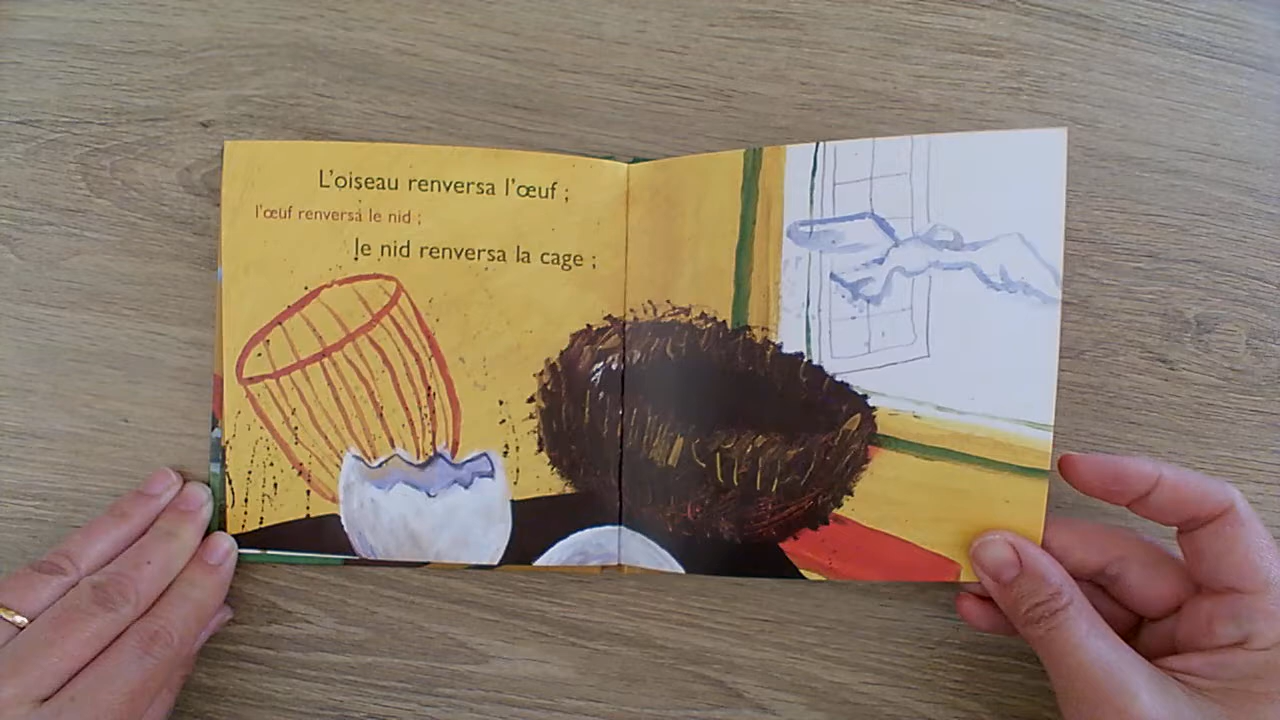 L'oiseau renversa l'œuf ;
l'œuf renversa le nid ;
le nid renversa la cage ;